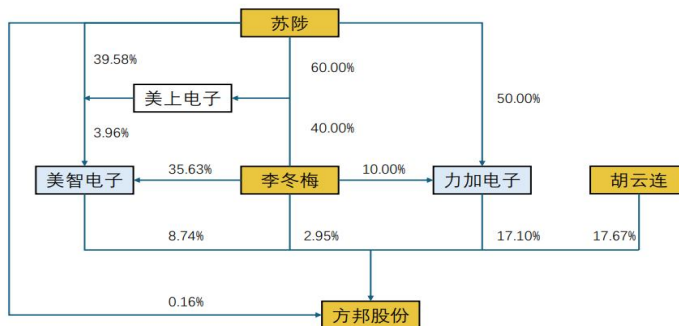 苏陟
39.58%
60.00%
美上电子
50.00%
40.00%
3.96%
美智电子
35.63%
李冬梅
10.00%
力加电子
胡云连
8.74%
2.95%
17.10%
17.67%
0.16%
方邦股份